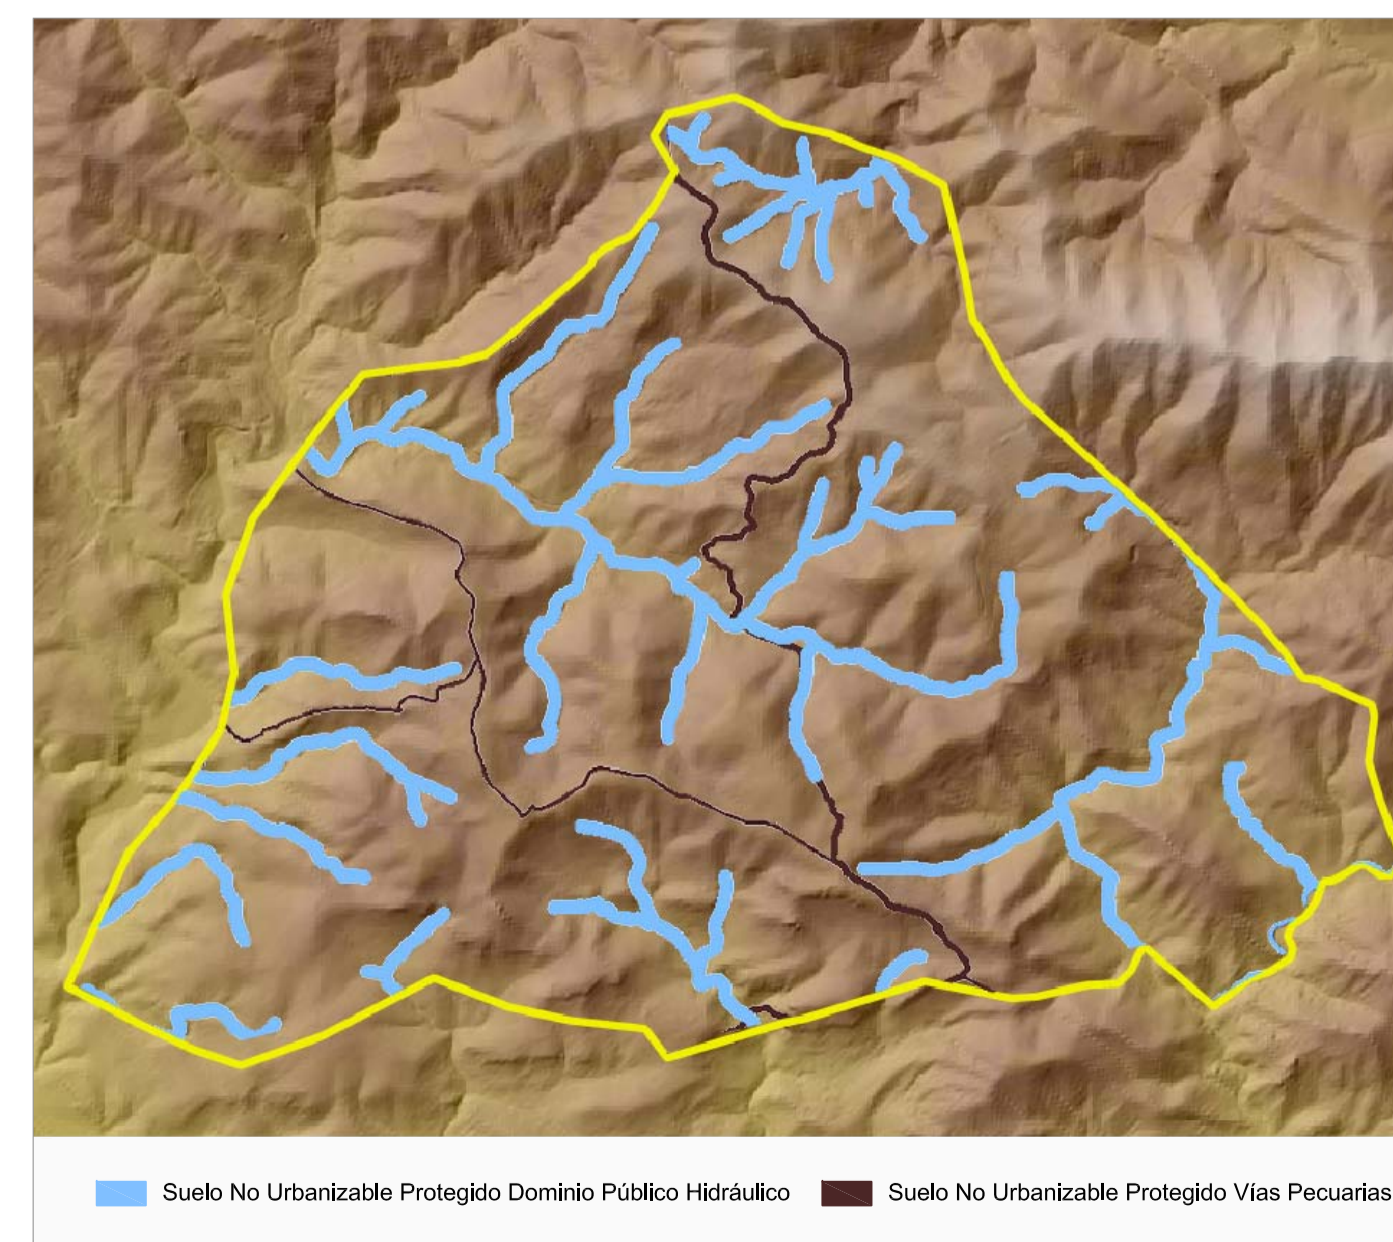 Suelo No Urbanizable Protegido Dominio Público Hidráulico
Suelo No Urbanizable Protegido Vías Pecuarias